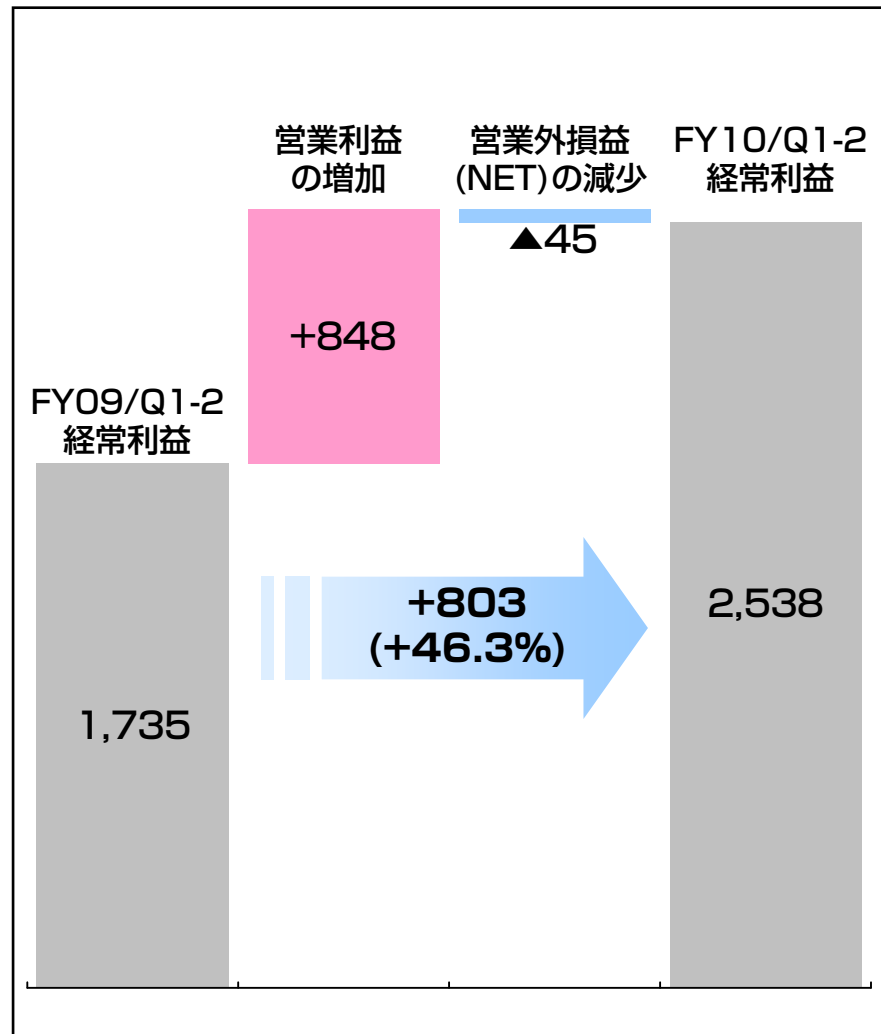 営業利益
の増加
営業外損益
(NET)の減少
▲45
FY10/Q1-2
経常利益
+848
FY09/Q1-2
経常利益
+803
(+46.3%)
2,538
1,735